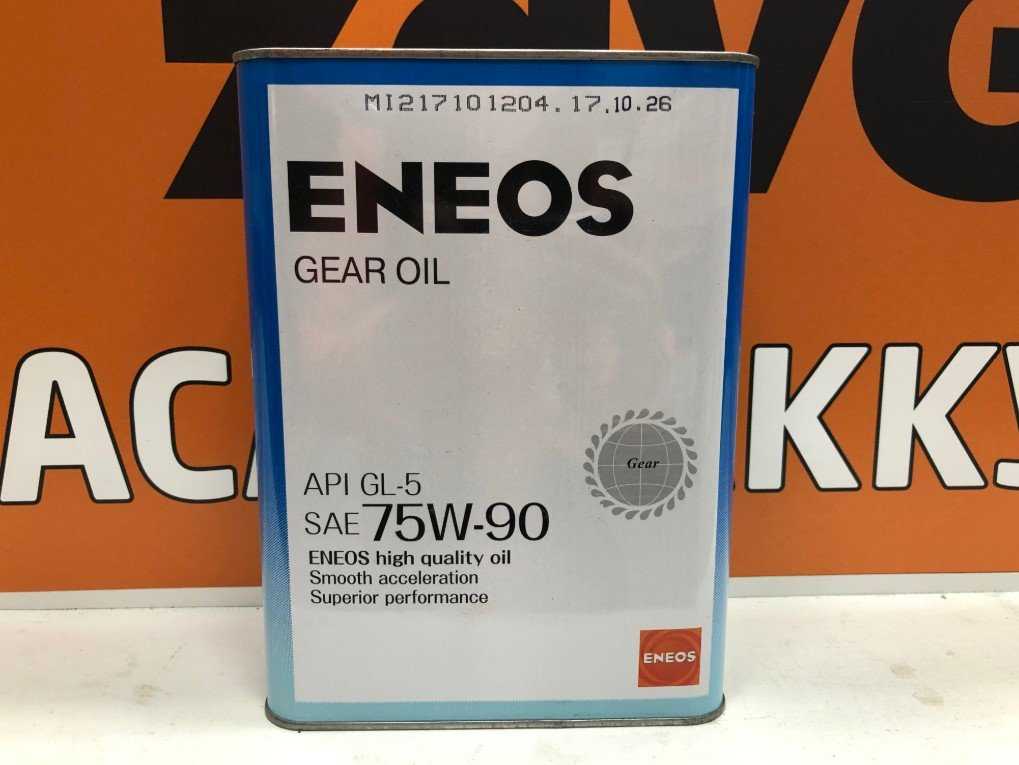 MI217101204. 17.10.26
ENEOS
GEAR OIL
Gear
API GL-5
SAE 75W-90
ENEOS high quality oil
Smooth acceleration
Superior performance
ENEOS